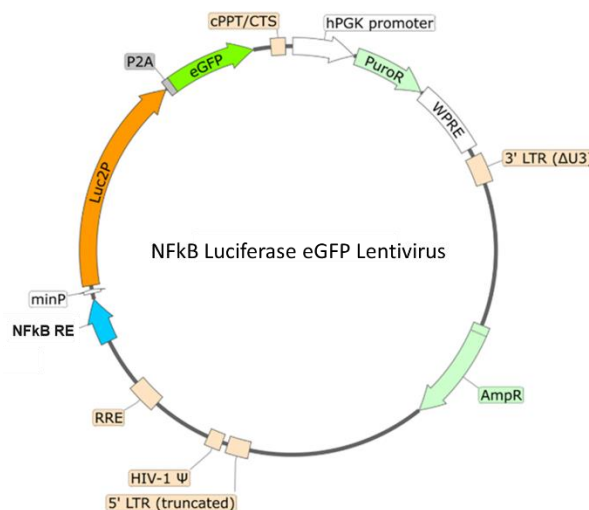 cPPT/CTS
hPGK promoter
P2A
eGFP
PuroR
WPRE
3' LTR (ΔU3)
Luc2P
NFkB Luciferase eGFP Lentivirus
minP
NFkB RE
AmpR
RRE
HIV-1 Ψ
5' LTR (truncated)